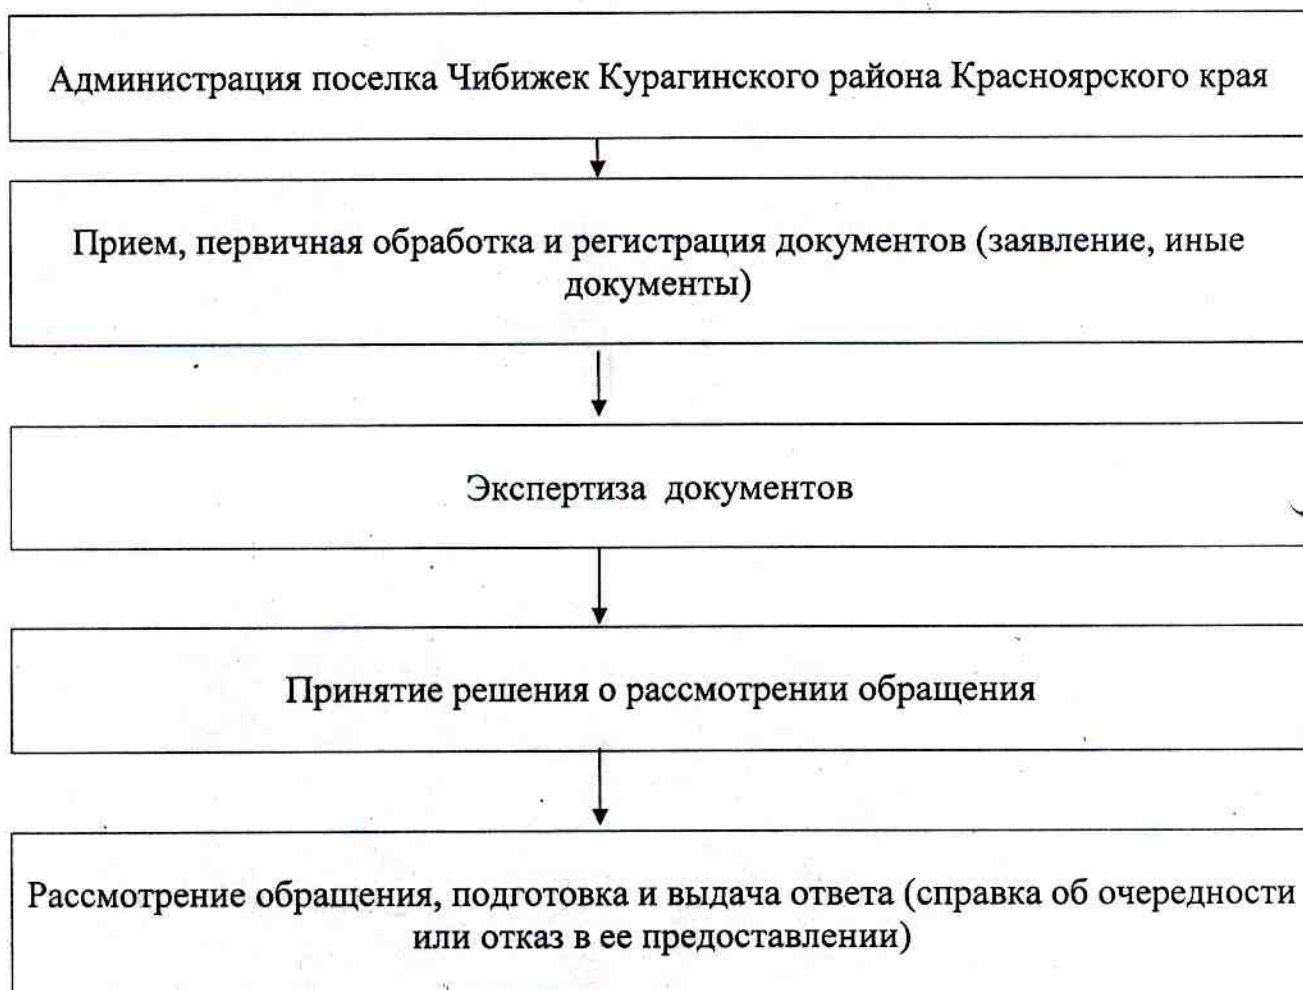 Администрация поселка Чибижек Курагинского района Красноярского края
Прием, первичная обработка и регистрация документов (заявление, иные
документы)
Экспертиза документов
Принятие решения о рассмотрении обращения
Рассмотрение обращения, подготовка и выдача ответа (справка об очередности
или отказ в ее предоставлении)